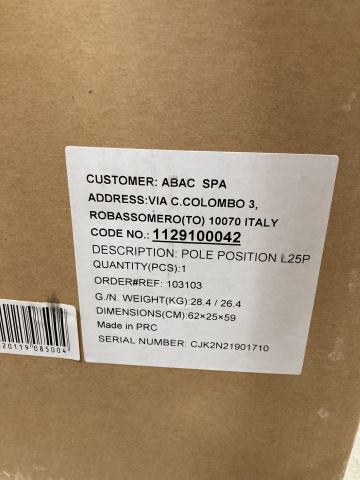 CUSTOMER: ABAC SPA
ADDRESS:VIA C.COLOMBO 3,
ROBASSOMERO(TO) 10070 ITALY
CODE NO.: 1129100042
DESCRIPTION: POLE POSITION L25P
QUANTITY(PCS):1
ORDER#REF: 103103
G./N. WEIGHT(KG):28.4 / 26.4
DIMENSIONS(CM):62×25×59
Made in PRC
SERIAL NUMBER: CJK2N21901710
20119 085004